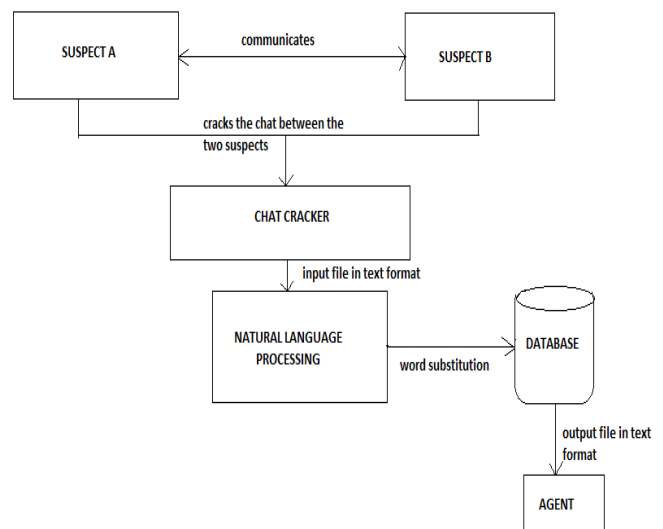 SUSPECT A
communicates
SUSPECT B
cracks the chat between the
two suspects
CHAT CRACKER
input file in text format
NATURAL LANGUAGE
PROCESSING
word substitution
DATABASE
output file in text
format
AGENT